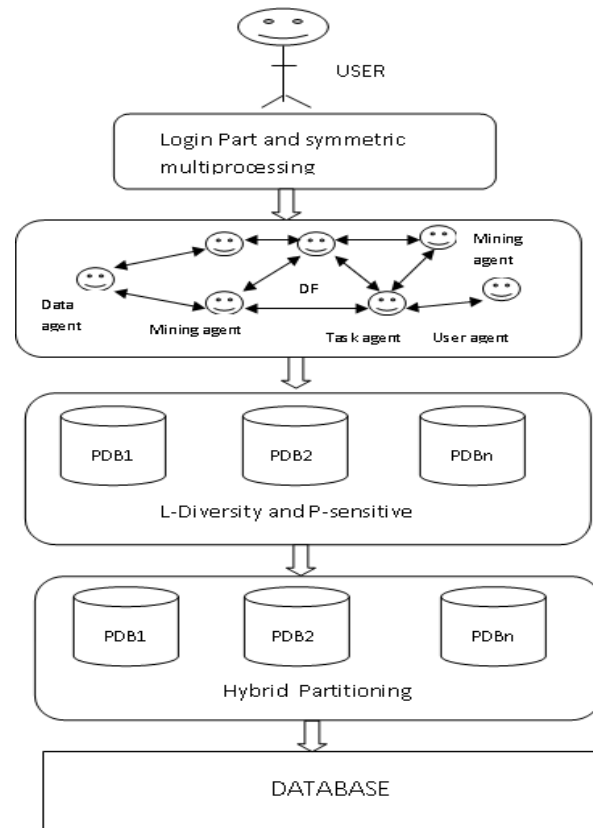 USER
Login Part and symmetric
multiprocessing
Mining
agent
DF
Data
agent
Mining agent
Task agent
User agent
PDB1
PDB2
PDBn
L-Diversity and P-sensitive
PDB1
PDB2
PDBn
Hybrid Partitioning
DATABASE